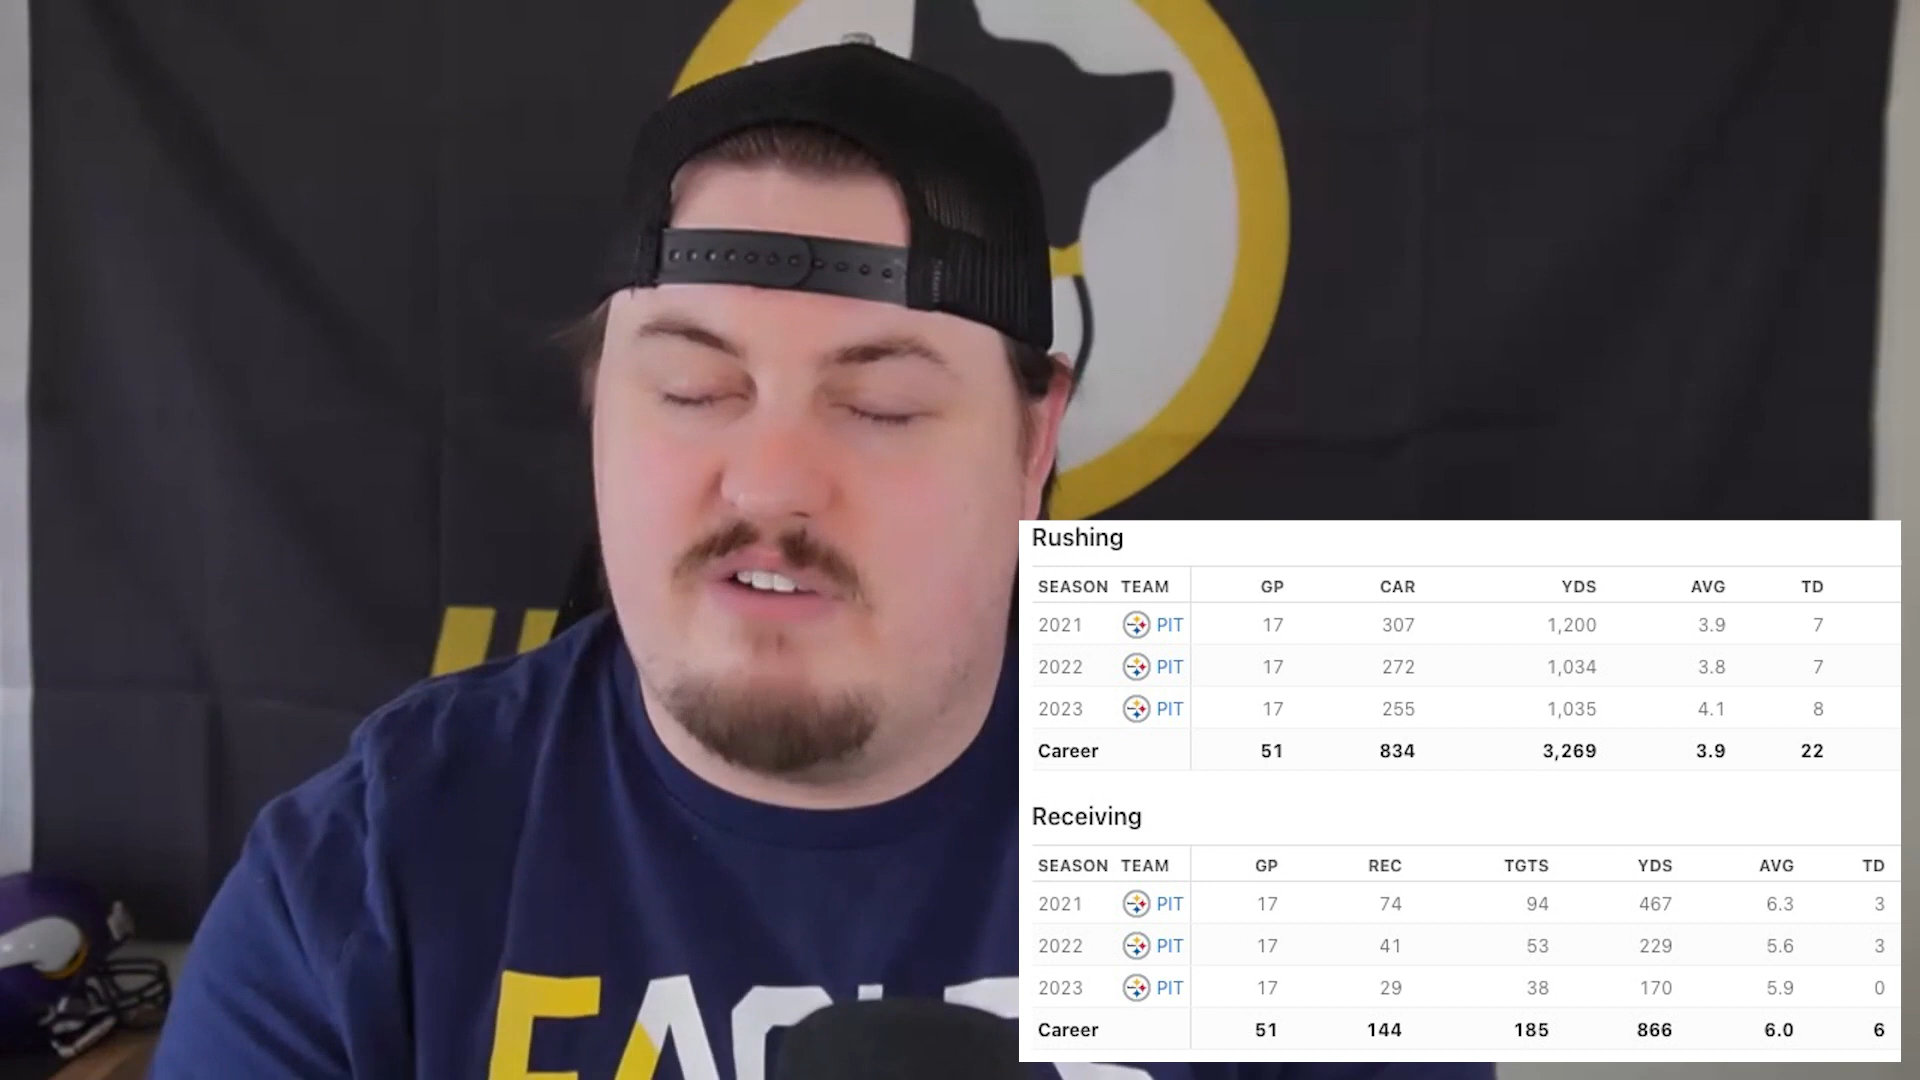 Rushing
SEASON TEAM GP CAR YDS AVG TD
2021 PIT 17 307 1,200 3.9 7
2022 PIT 17 272 1,034 3.8 7
2023 PIT 17 255 1,035 4.1 8
Career 51 834 3,269 3.9 22
Receiving
SEASON TEAM GP REC TGTS YDS AVG TD
2021 PIT 17 74 94 467 6.3 3
2022 PIT 17 41 53 229 5.6 3
2023 PIT 17 29 38 170 5.9 0
Career 51 144 185 866 6.0 6